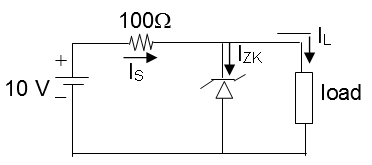 100Ω
+
10 V
–
I_S
I_ZK
I_L
load